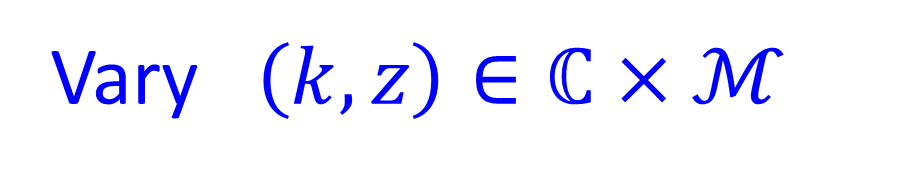 Vary (𝑘, 𝑧) ∈ ℂ × ℳ